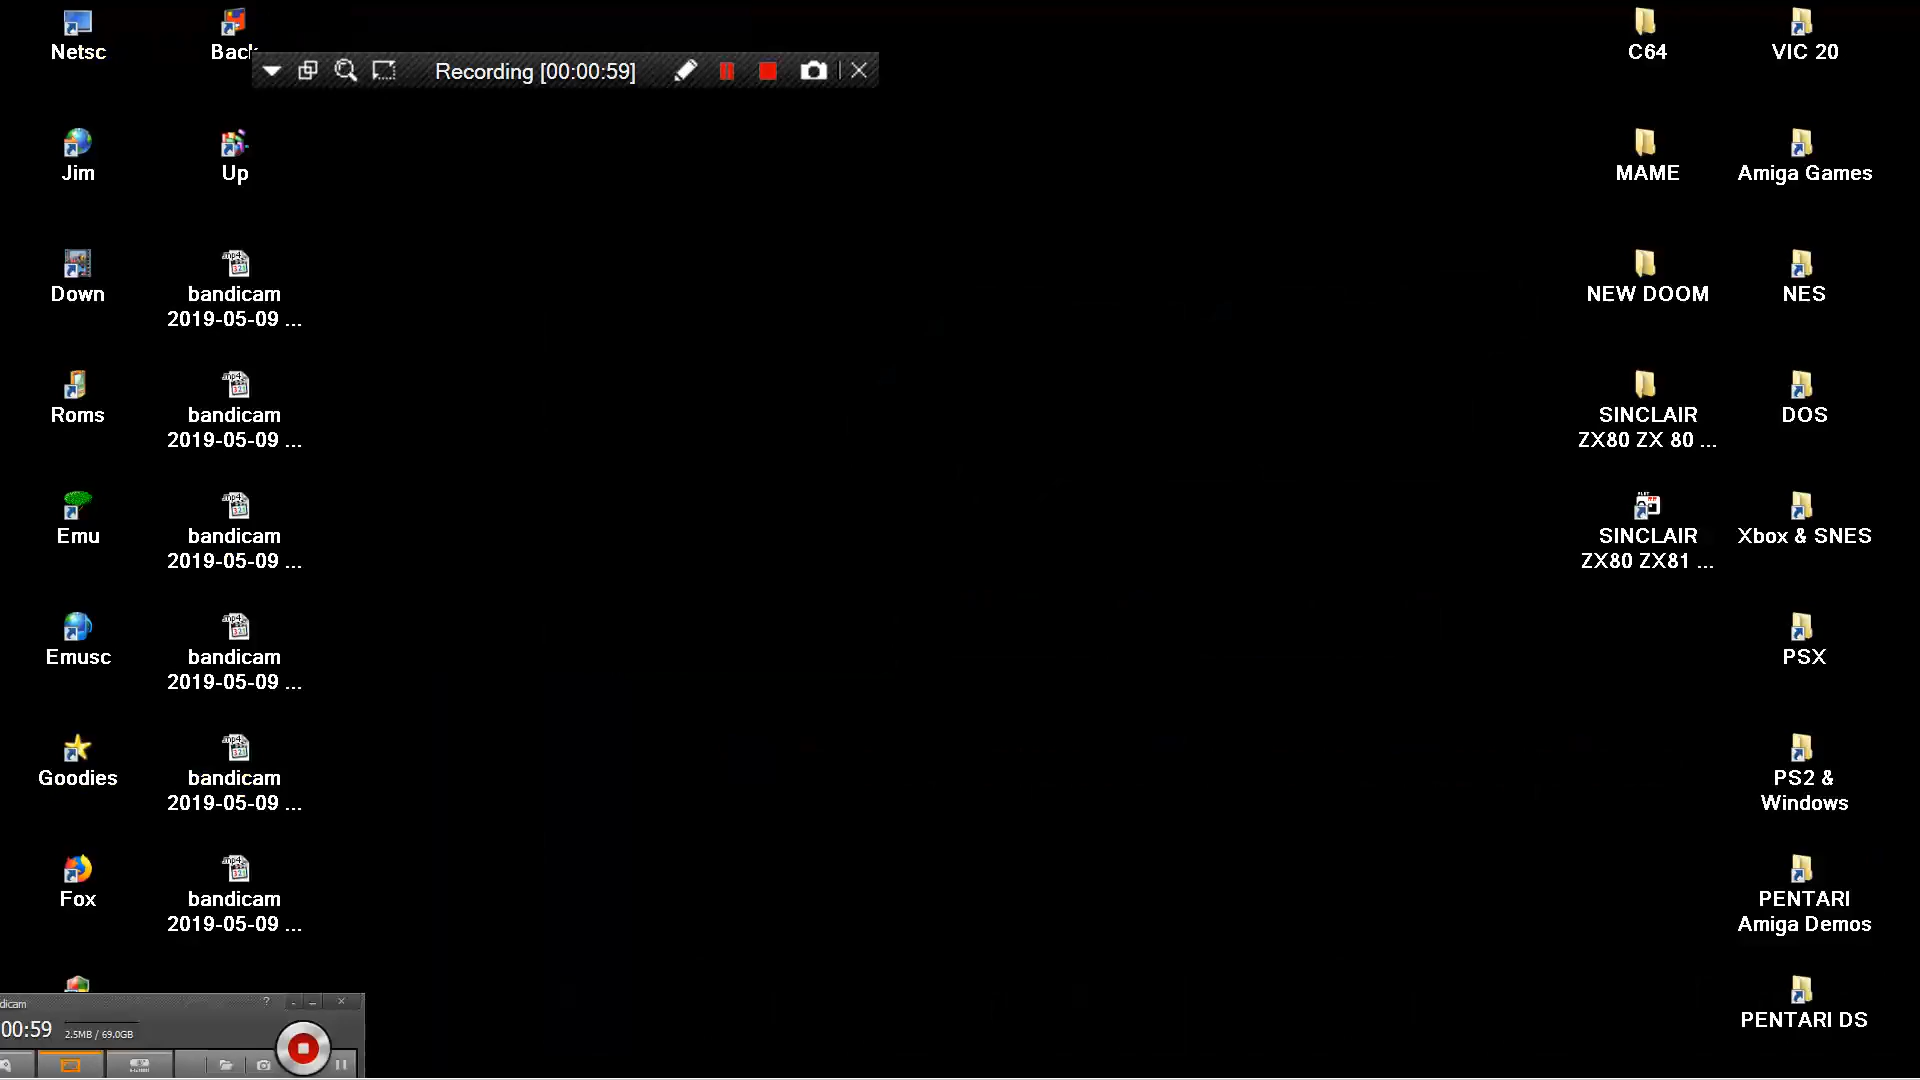 Netsc
Back
C64
VIC 20
Recording [00:00:59]
Jim
Up
MAME
Amiga Games
Down
bandicam
2019-05-09 ...
NEW DOOM
NES
Roms
bandicam
2019-05-09 ...
SINCLAIR
ZX80 ZX 80 ...
DOS
Emu
bandicam
2019-05-09 ...
SINCLAIR
ZX80 ZX81 ...
Xbox & SNES
Emusc
bandicam
2019-05-09 ...
PSX
Goodies
bandicam
2019-05-09 ...
PS2 &
Windows
Fox
bandicam
2019-05-09 ...
PENTARI
Amiga Demos
dicam
00:59
2.5MB / 69.0GB
PENTARI DS